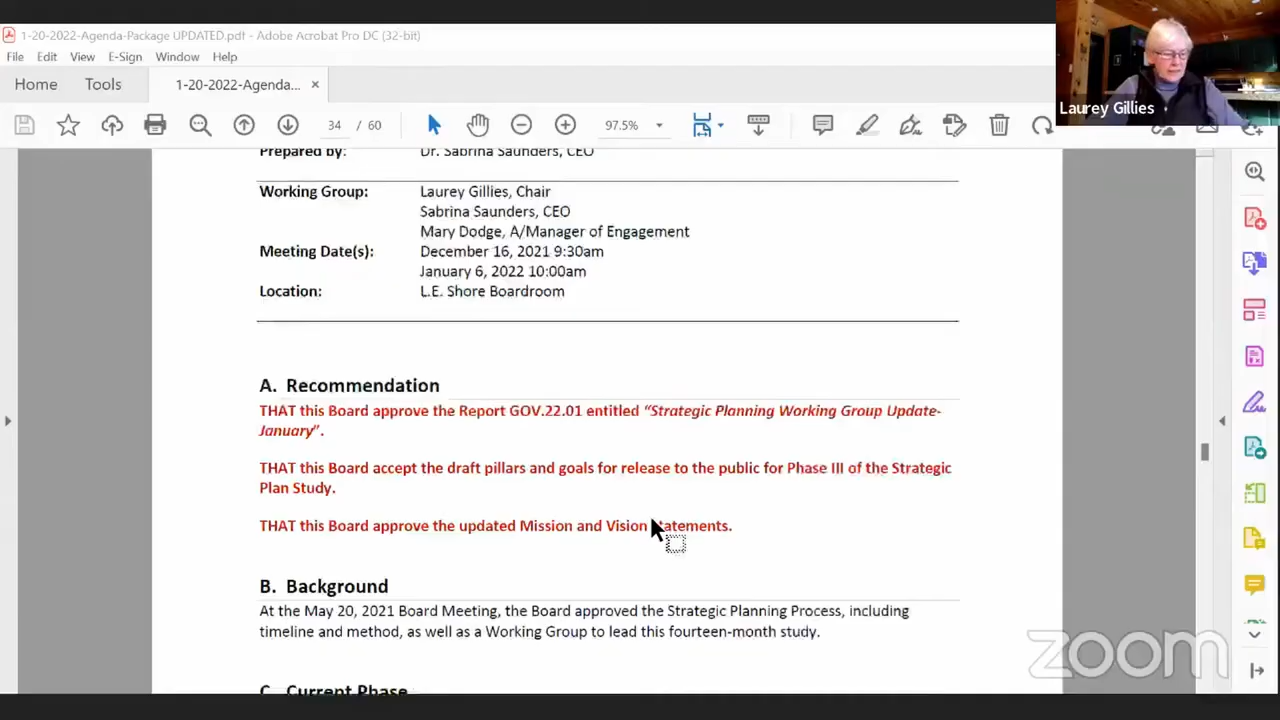 1-20-2022-Agenda-Package UPDATED.pdf - Adobe Acrobat Pro DC (32-bit)
File Edit View E-Sign Window Help
Home Tools 1-20-2022-Agenda... ×
34 / 60 97.5%
Laurey Gillies
Prepared by: Dr. Sabrina Saunders, CEO
Working Group: Laurey Gillies, Chair
Sabrina Saunders, CEO
Mary Dodge, A/Manager of Engagement
Meeting Date(s): December 16, 2021 9:30am
January 6, 2022 10:00am
Location: L.E. Shore Boardroom
A. Recommendation
THAT this Board approve the Report GOV.22.01 entitled “Strategic Planning Working Group Update-
January”.
THAT this Board accept the draft pillars and goals for release to the public for Phase III of the Strategic
Plan Study.
THAT this Board approve the updated Mission and Vision Statements.
B. Background
At the May 20, 2021 Board Meeting, the Board approved the Strategic Planning Process, including
timeline and method, as well as a Working Group to lead this fourteen-month study.
C. Current Phase
zoom